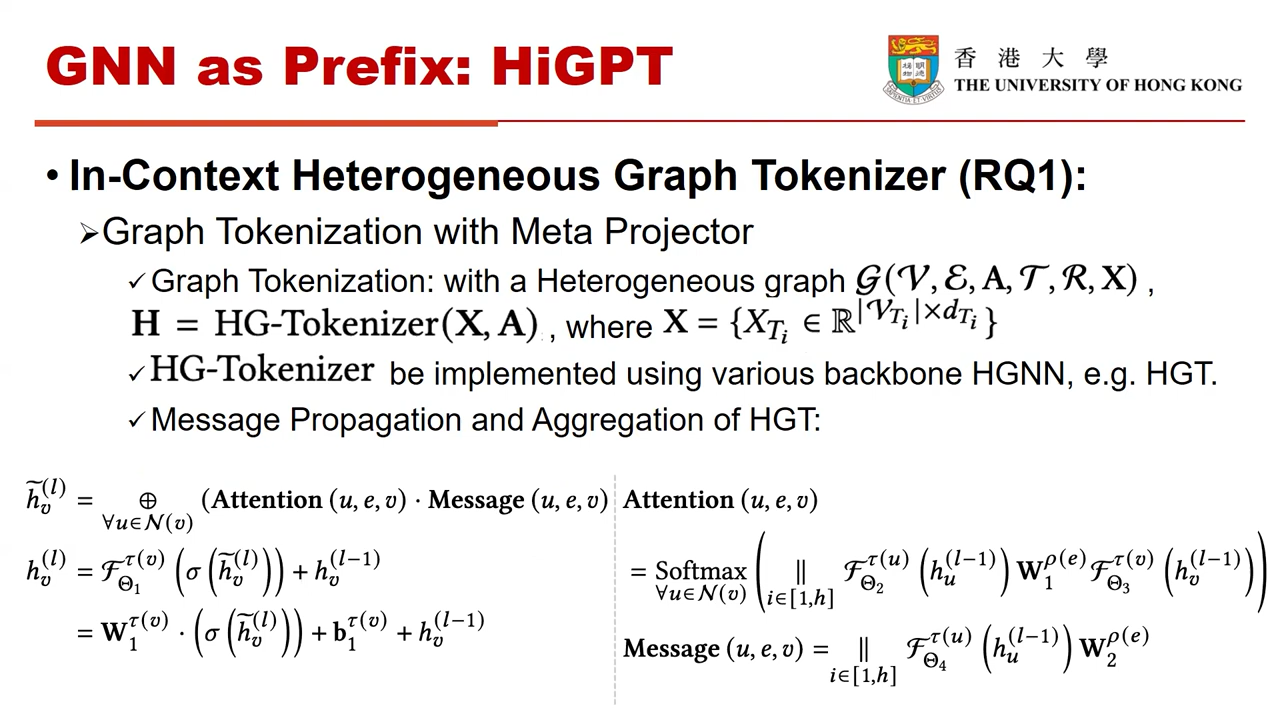 GNN as Prefix: HiGPT
香港大學
THE UNIVERSITY OF HONG KONG
• In-Context Heterogeneous Graph Tokenizer (RQ1):
➢Graph Tokenization with Meta Projector
✓Graph Tokenization: with a Heterogeneous graph 𝒢(𝒱, ℰ, A, 𝒯, ℛ, X) ,
H = HG-Tokenizer(X, A) , where X = {X_{T_i} ∈ ℝ^{|𝒱_{T_i}|×d_{T_i}}}
✓HG-Tokenizer be implemented using various backbone HGNN, e.g. HGT.
✓Message Propagation and Aggregation of HGT:
\widetilde{h}_v^{(l)} = ⊕_{∀u∈𝒩(v)} (Attention (u, e, v) · Message (u, e, v)
h_v^{(l)} = ℱ_{Θ_1}^{τ(v)} (σ (\widetilde{h}_v^{(l)})) + h_v^{(l−1)}
= W_1^{τ(v)} · (σ (\widetilde{h}_v^{(l)})) + b_1^{τ(v)} + h_v^{(l−1)}
Attention (u, e, v)
= Softmax_{∀u∈𝒩(v)} ( ∥_{i∈[1,h]} ℱ_{Θ_2}^{τ(u)} (h_u^{(l−1)}) W_1^{ρ(e)} ℱ_{Θ_3}^{τ(v)} (h_v^{(l−1)}) )
Message (u, e, v) = ∥_{i∈[1,h]} ℱ_{Θ_4}^{τ(u)} (h_u^{(l−1)}) W_2^{ρ(e)}